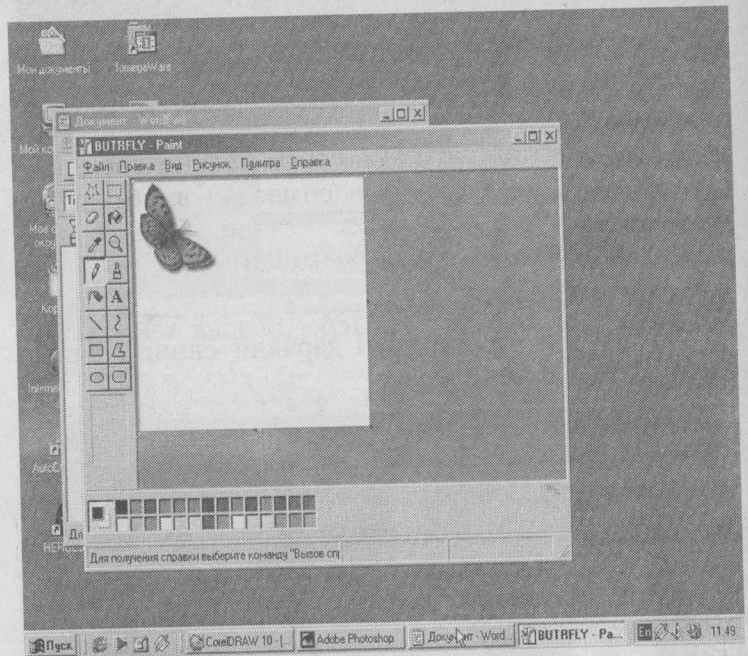 Мои документы IomegaWare
Документ - WordPad
BUTRFLY - Paint
Файл Правка Вид Рисунок Палитра Справка
A
Для получения справки выберите команду "Вызов спр
Пуск CorelDRAW 10 - [ Adobe Photoshop Документ - Word BUTRFLY - Pa... En 11:49